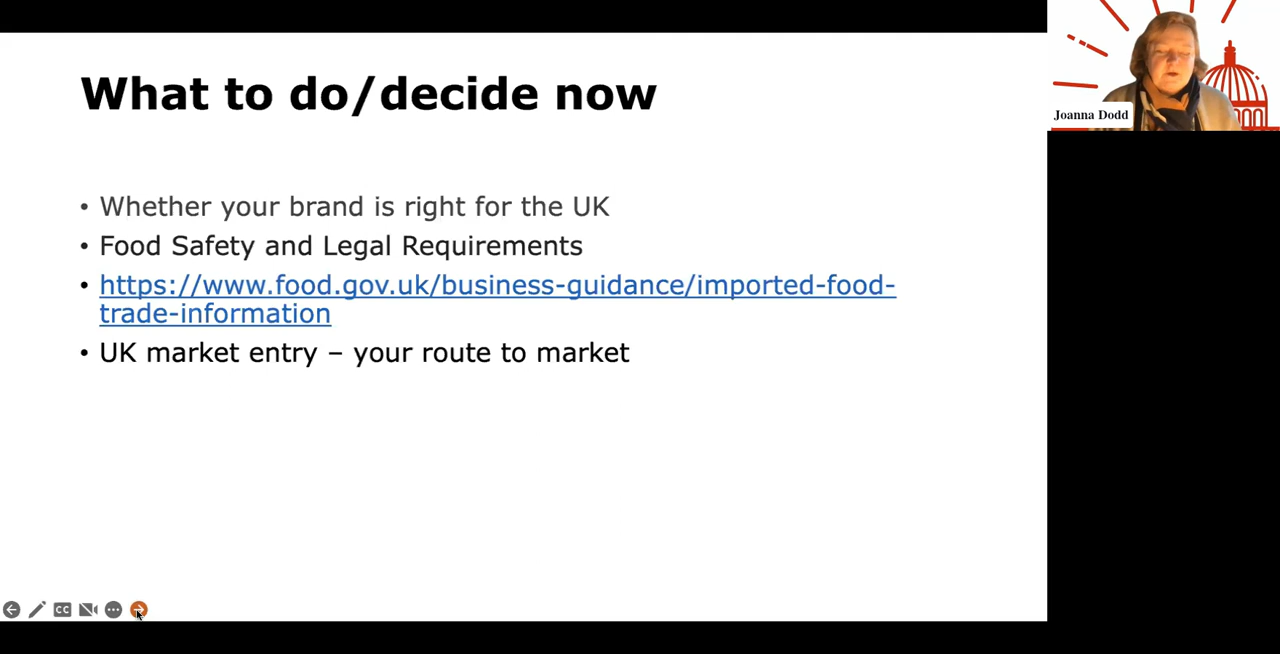 What to do/decide now
• Whether your brand is right for the UK
• Food Safety and Legal Requirements
• https://www.food.gov.uk/business-guidance/imported-food-
trade-information
• UK market entry – your route to market
Joanna Dodd
CC